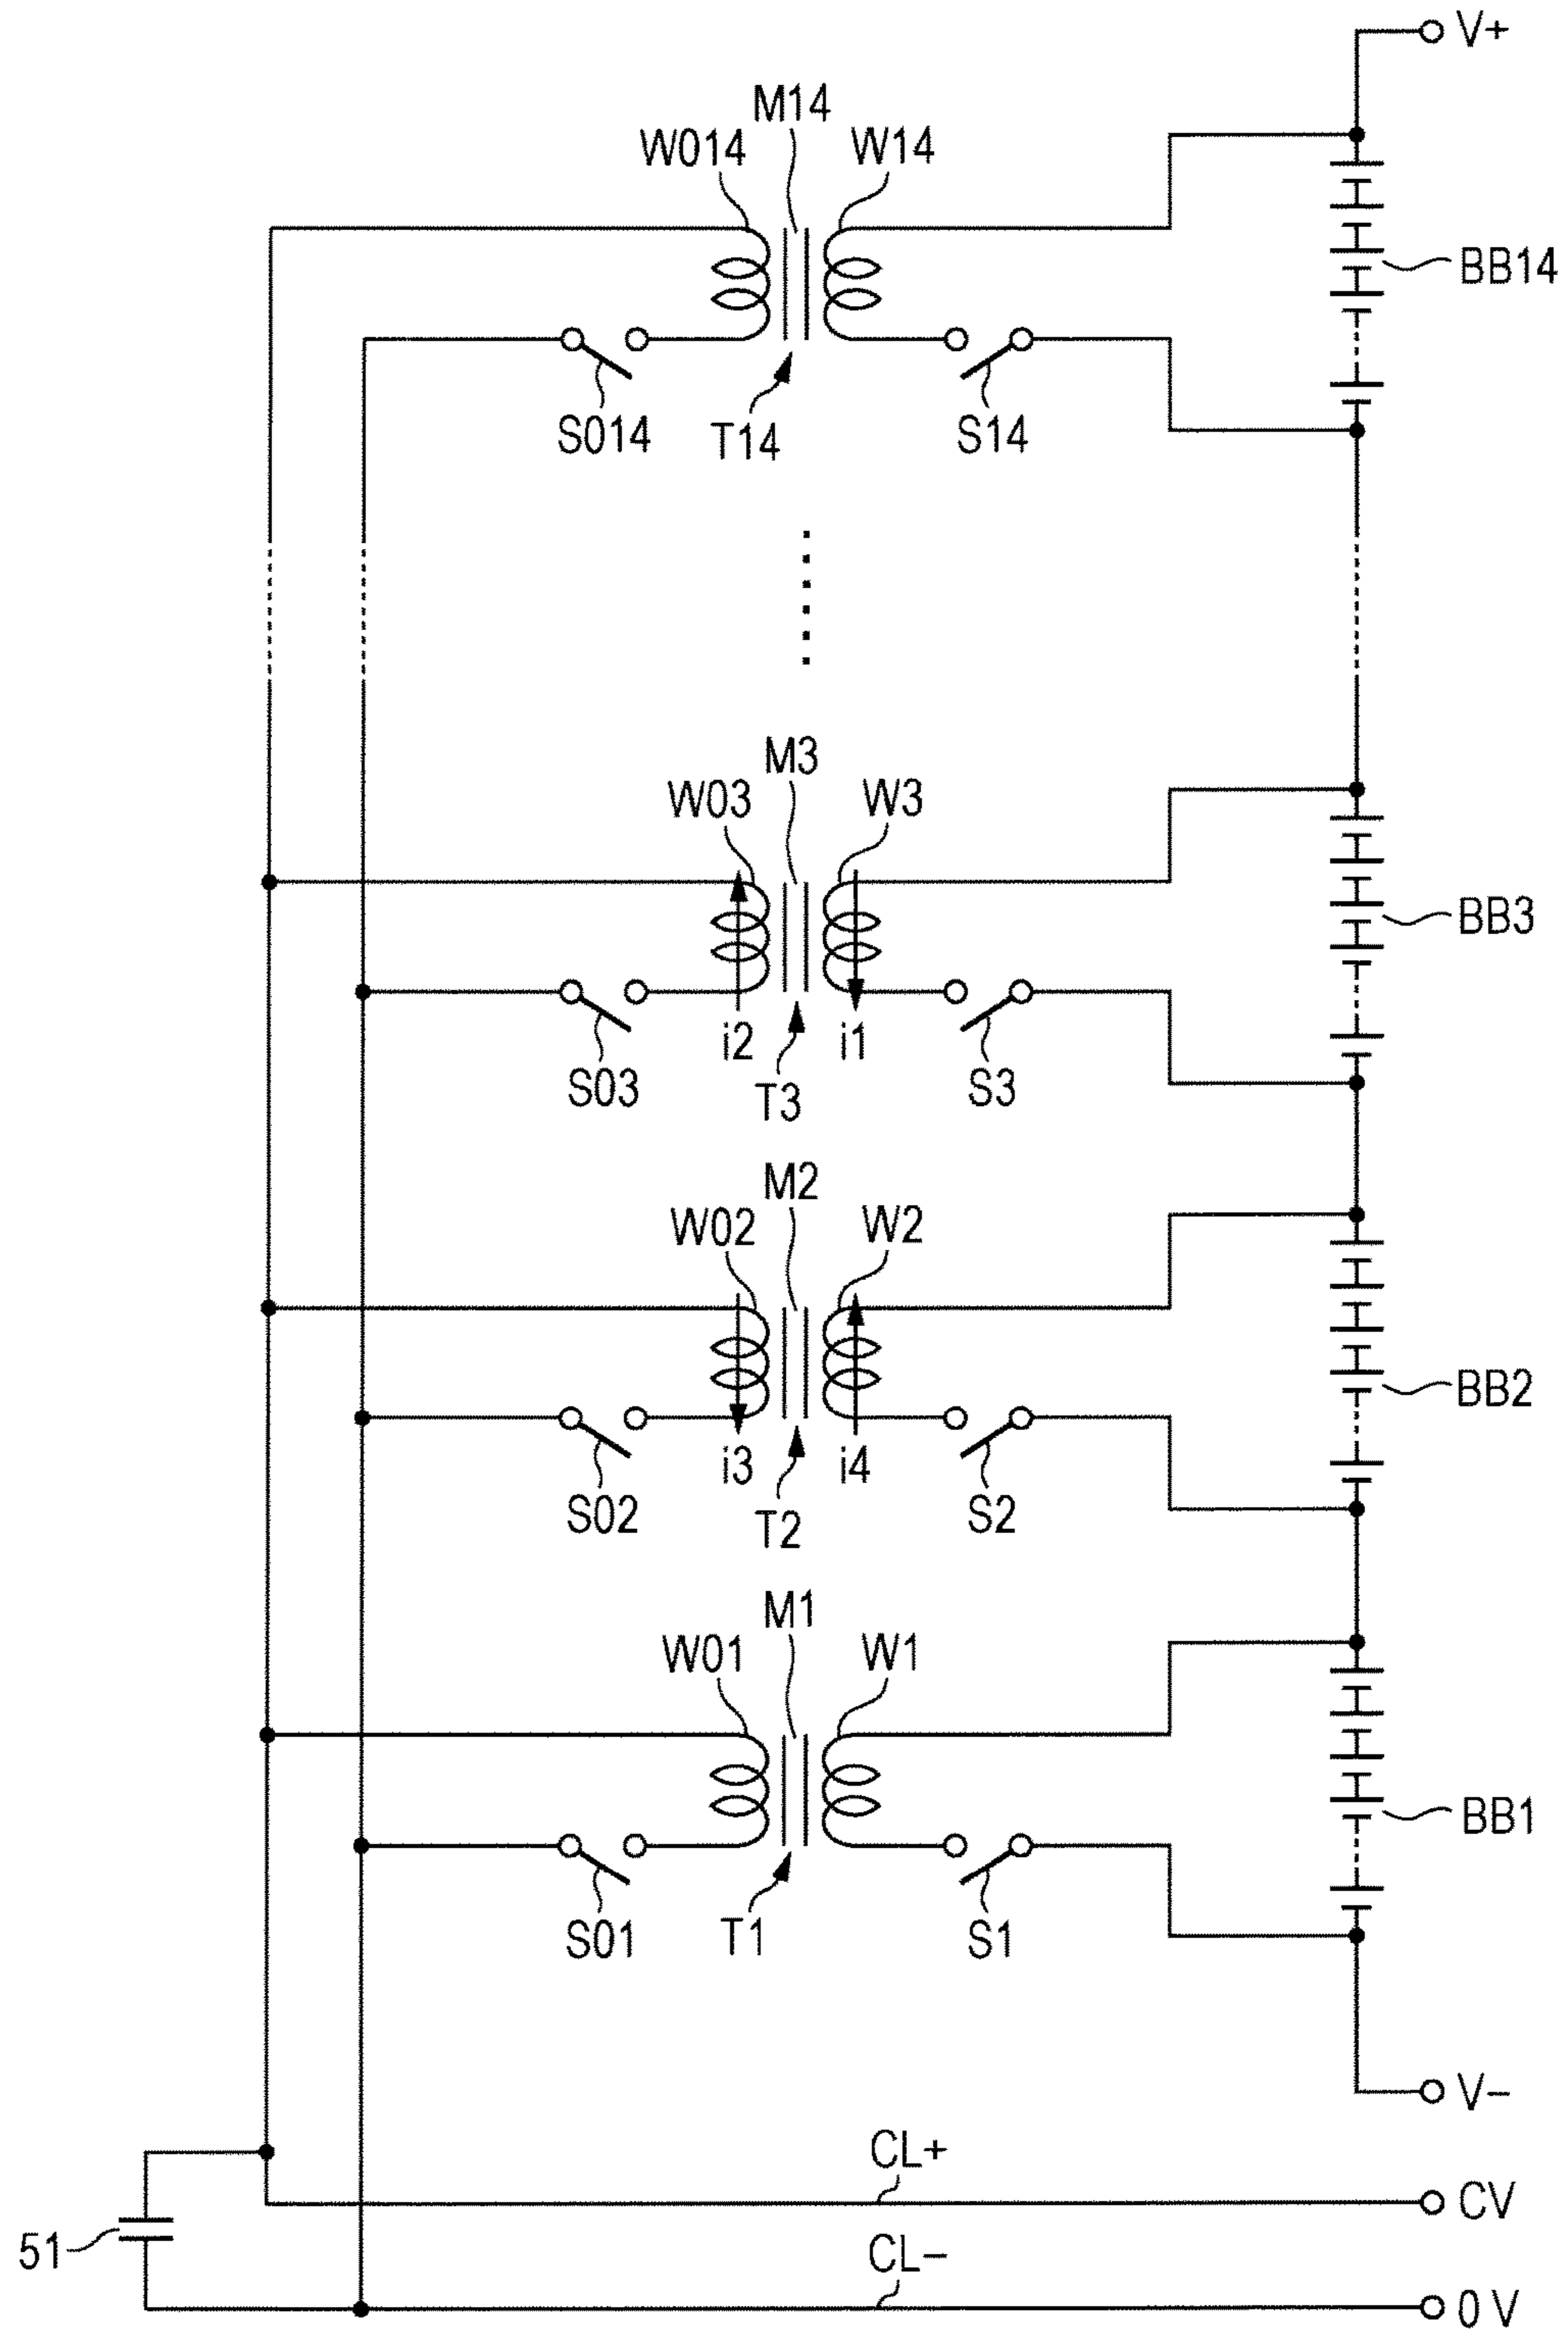 V+
M14
W014 W14
BB14
S014 T14 S14
M3
W03 W3
BB3
i2 i1
S03 T3 S3
M2
W02 W2
BB2
i3 i4
S02 T2 S2
M1
W01 W1
BB1
S01 T1 S1
V−
CL+
CV
51
CL−
0 V